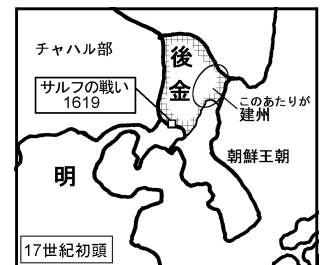 チャハル部
後金
サルフの戦い
1619
このあたりが
建州
朝鮮王朝
明
17世紀初頭